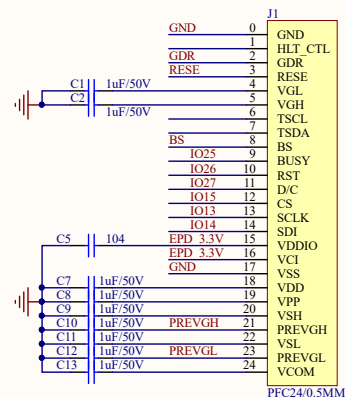 J1
GND 0 GND
1 HLT_CTL
GDR 2 GDR
RESE 3 RESE
C1 1uF/50V 4 VGL
C2 1uF/50V 5 VGH
6 TSCL
7 TSDA
BS 8 BS
IO25 9 BUSY
IO26 10 RST
IO27 11 D/C
IO15 12 CS
IO13 13 SCLK
IO14 14 SDI
C5 104 EPD_3.3V 15 VDDIO
EPD_3.3V 16 VCI
GND 17 VSS
C7 1uF/50V 18 VDD
C8 1uF/50V 19 VPP
C9 1uF/50V 20 VSH
C10 1uF/50V PREVGH 21 PREVGH
C11 1uF/50V 22 VSL
C12 1uF/50V PREVGL 23 PREVGL
C13 1uF/50V 24 VCOM
PFC24/0.5MM